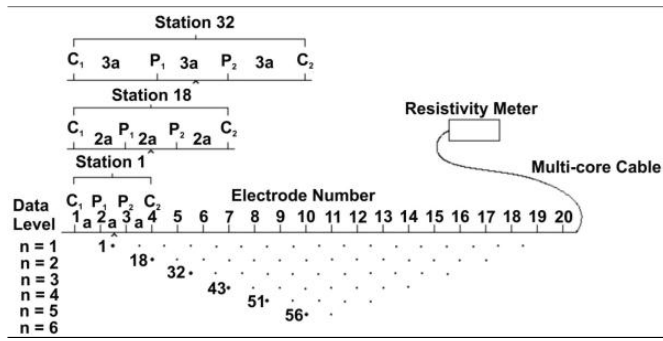 Station 32
C₁ 3a P₁ 3a P₂ 3a C₂
Station 18
C₁ 2a P₁ 2a P₂ 2a C₂
Resistivity Meter
Station 1
Multi-core Cable
C₁ P₁ P₂ C₂
Electrode Number
Data Level
1 2 3 4 5 6 7 8 9 10 11 12 13 14 15 16 17 18 19 20
a a a
n = 1 1
n = 2 18
n = 3 32
n = 4 43
n = 5 51
n = 6 56